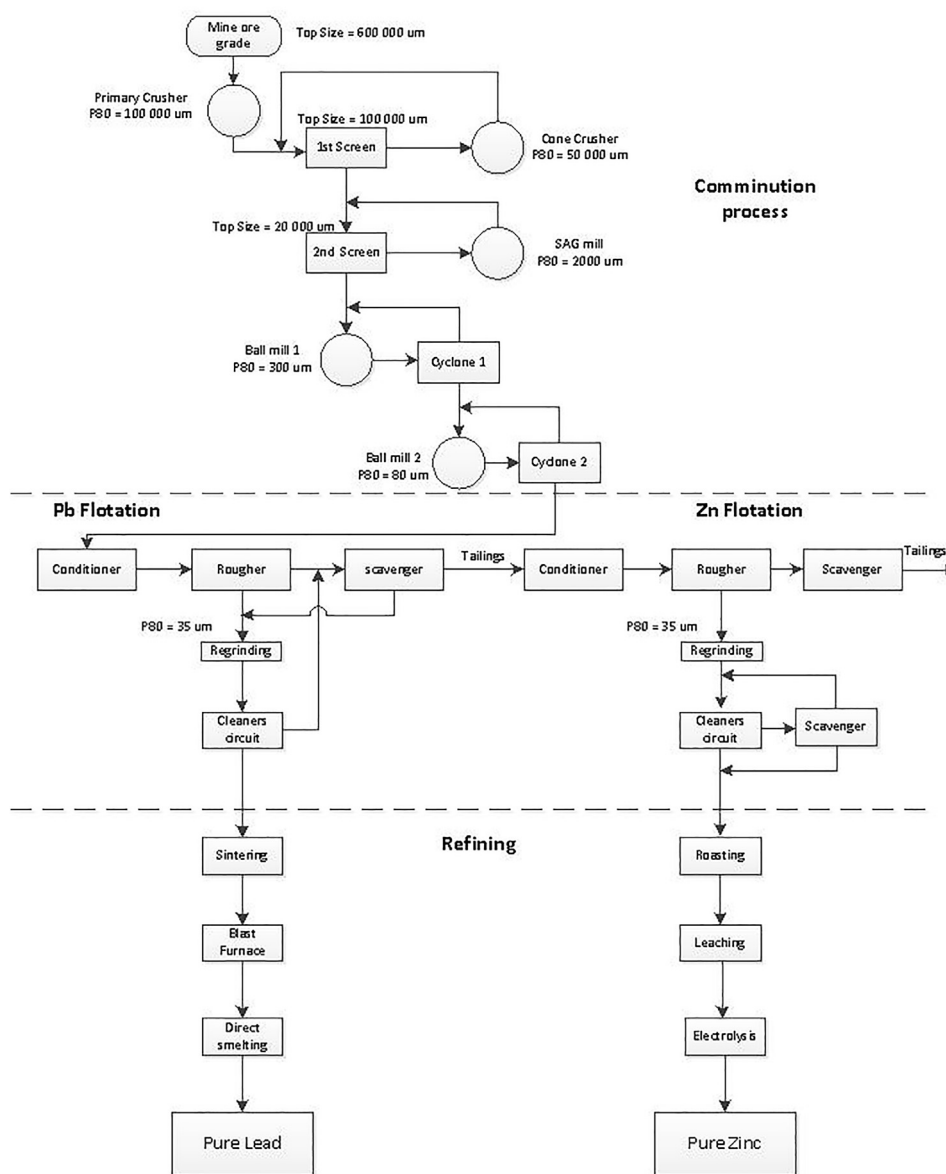 Mine ore
grade
Top Size = 600 000 um
Primary Crusher
P80 = 100 000 um
Top Size = 100 000 um
1st Screen
Cone Crusher
P80 = 50 000 um
Comminution
process
Top Size = 20 000 um
2nd Screen
SAG mill
P80 = 2000 um
Ball mill 1
P80 = 300 um
Cyclone 1
Ball mill 2
P80 = 80 um
Cyclone 2
Pb Flotation
Zn Flotation
Conditioner
Rougher
scavenger
Tailings
Conditioner
Rougher
Scavenger
Tailings
P80 = 35 um
Regrinding
P80 = 35 um
Regrinding
Cleaners
circuit
Cleaners
circuit
Scavenger
Refining
Sintering
Roasting
Blast
Furnace
Leaching
Direct
smelting
Electrolysis
Pure Lead
Pure Zinc